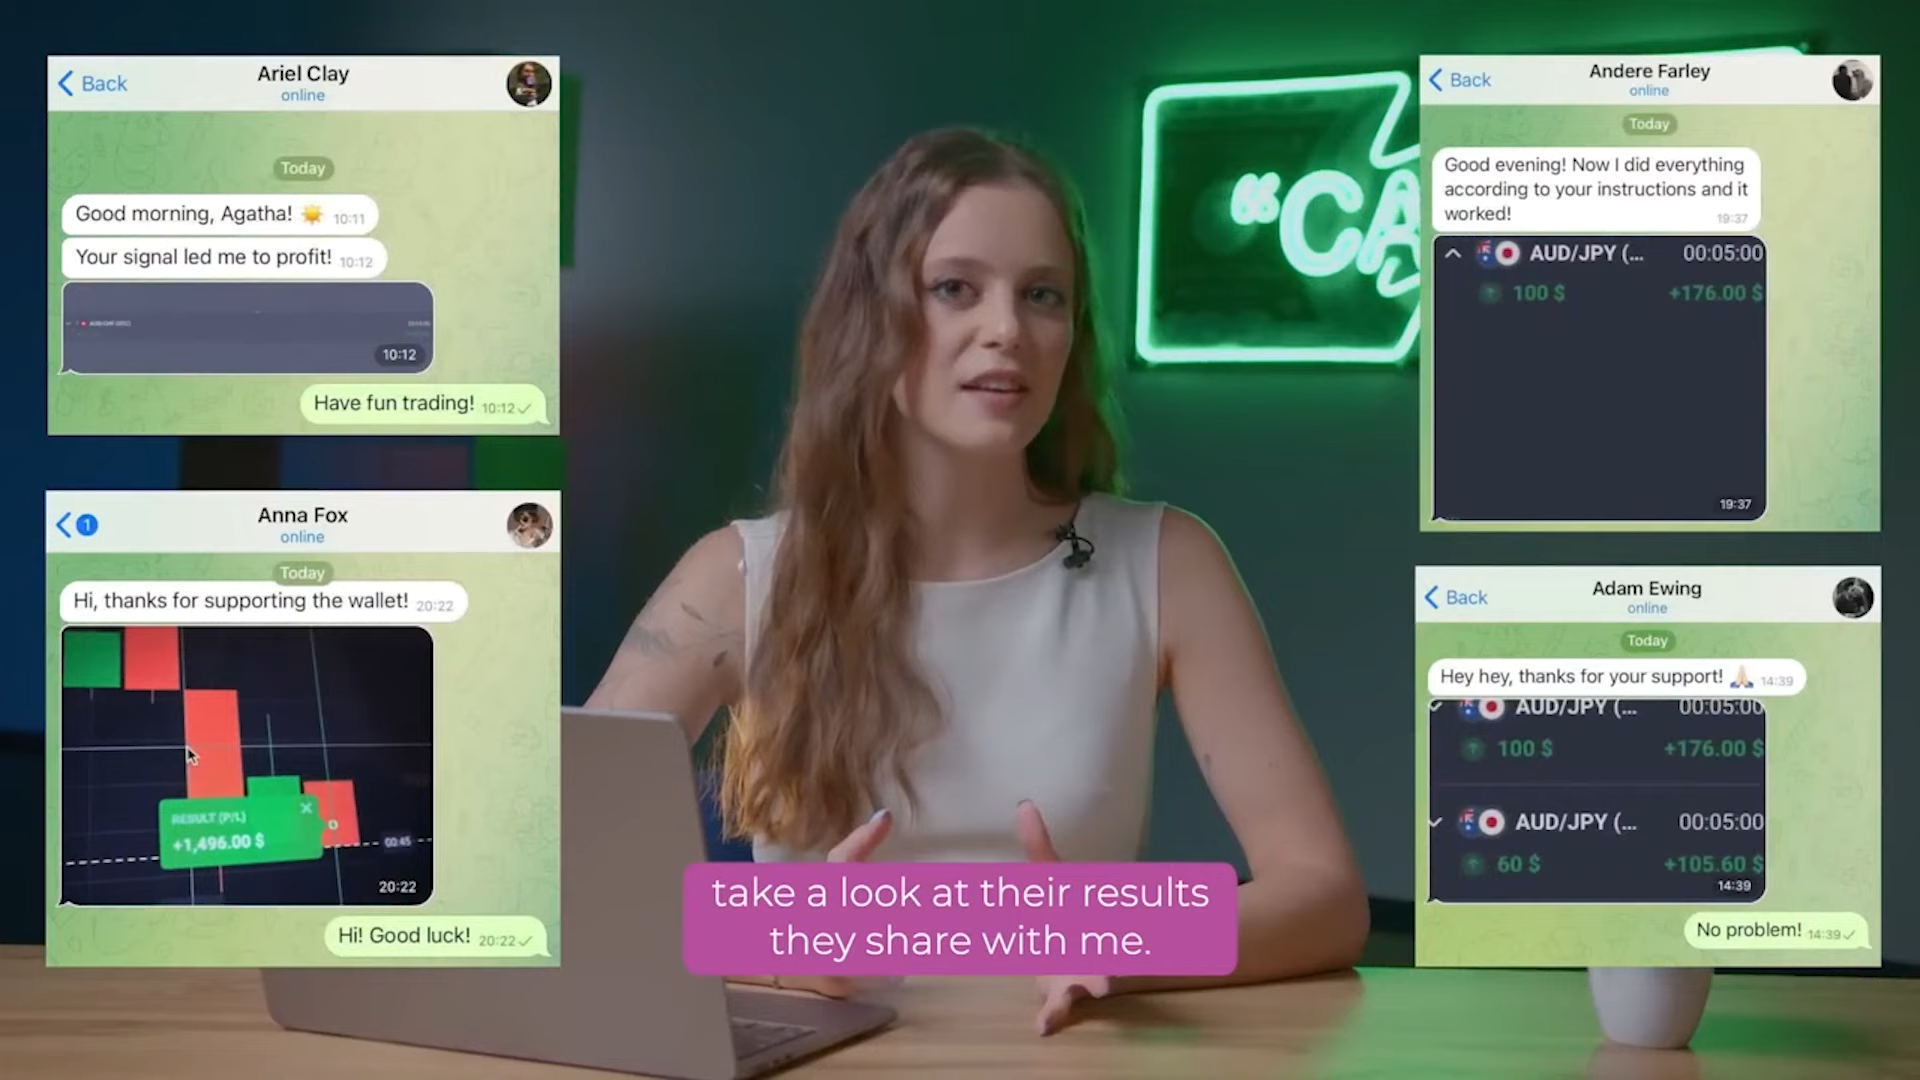 Back
Ariel Clay
online
Today
Good morning, Agatha! 10:11
Your signal led me to profit! 10:12
10:12
Have fun trading! 10:12
1
Anna Fox
online
Today
Hi, thanks for supporting the wallet! 20:22
RESULT (P/L)
+1,496.00 $
00:45
20:22
Hi! Good luck! 20:22
"CA
take a look at their results
they share with me.
Back
Andere Farley
online
Today
Good evening! Now I did everything
according to your instructions and it
worked! 19:37
AUD/JPY (... 00:05:00
100 $ +176.00 $
19:37
Back
Adam Ewing
online
Today
Hey hey, thanks for your support! 14:39
AUD/JPY (... 00:05:00
100 $ +176.00 $
AUD/JPY (... 00:05:00
60 $ +105.60 $
14:39
No problem! 14:39